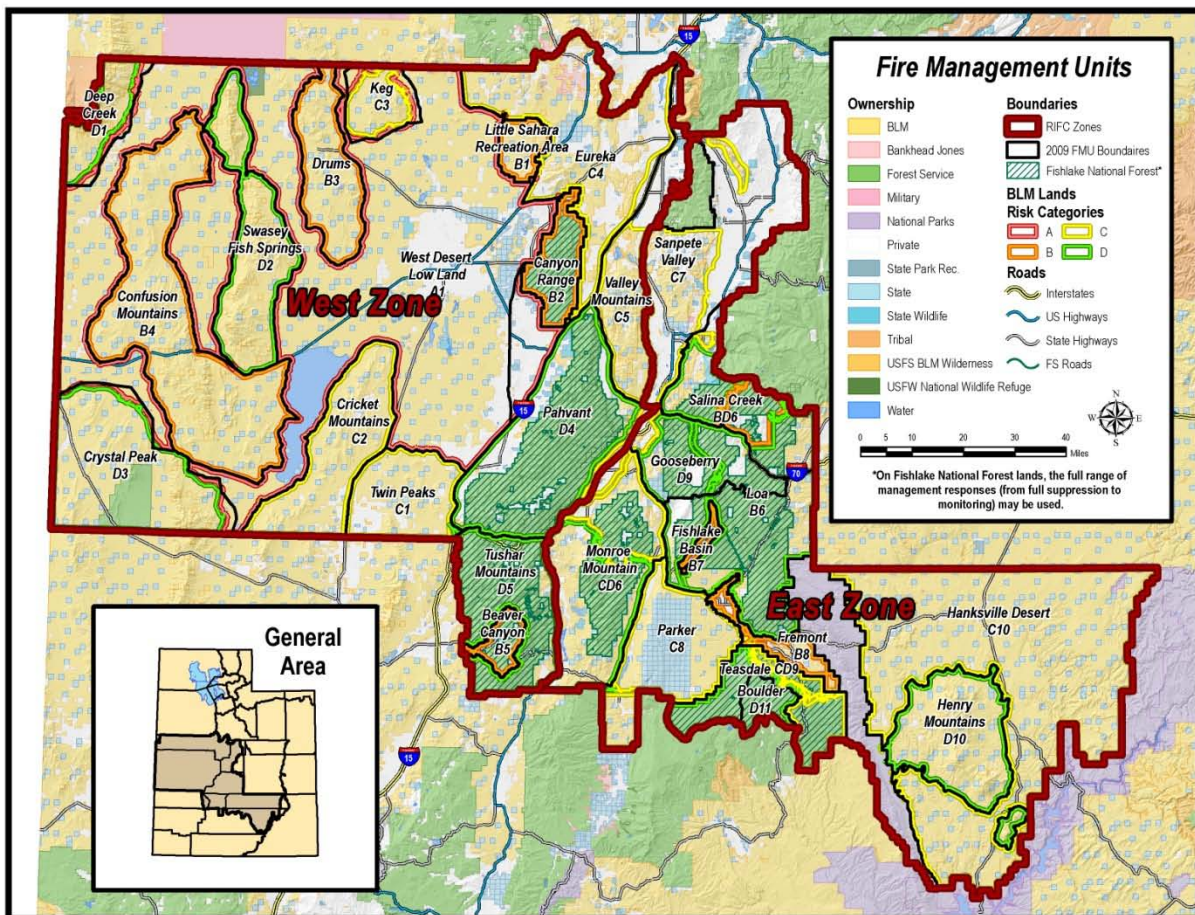 Fire Management Units
Ownership
BLM
Bankhead Jones
Forest Service
Military
National Parks
Private
State Park Rec.
State
State Wildlife
Tribal
USFS BLM Wilderness
USFW National Wildlife Refuge
Water
Boundaries
RIFC Zones
2009 FMU Boundaires
Fishlake National Forest*
BLM Lands
Risk Categories
A
C
B
D
Roads
Interstates
US Highways
State Highways
FS Roads
N
W
E
S
0
5
10
20
30
40
Miles
*On Fishlake National Forest lands, the full range of
management responses (from full suppression to
monitoring) may be used.
15
Deep
Creek
D1
Keg
C3
Little Sahara
Recreation Area
B1
Eureka
C4
Drums
B3
Swasey
Fish Springs
D2
Confusion
Mountains
B4
West Zone
West Desert
Low Land
A1
Canyon
Range
B2
Valley
Mountains
C5
Sanpete
Valley
C7
Cricket
Mountains
C2
Crystal Peak
D3
Twin Peaks
C1
15
Pahvant
D4
Salina Creek
BD6
Gooseberry
D9
70
Loa
B6
Fishlake
Basin
B7
Tushar
Mountains
D5
Monroe
Mountain
CD6
Beaver
Canyon
B5
Parker
C8
East Zone
Fremont
B8
Teasdale CD9
Boulder
D11
Hanksville Desert
C10
Henry
Mountains
D10
15
General
Area